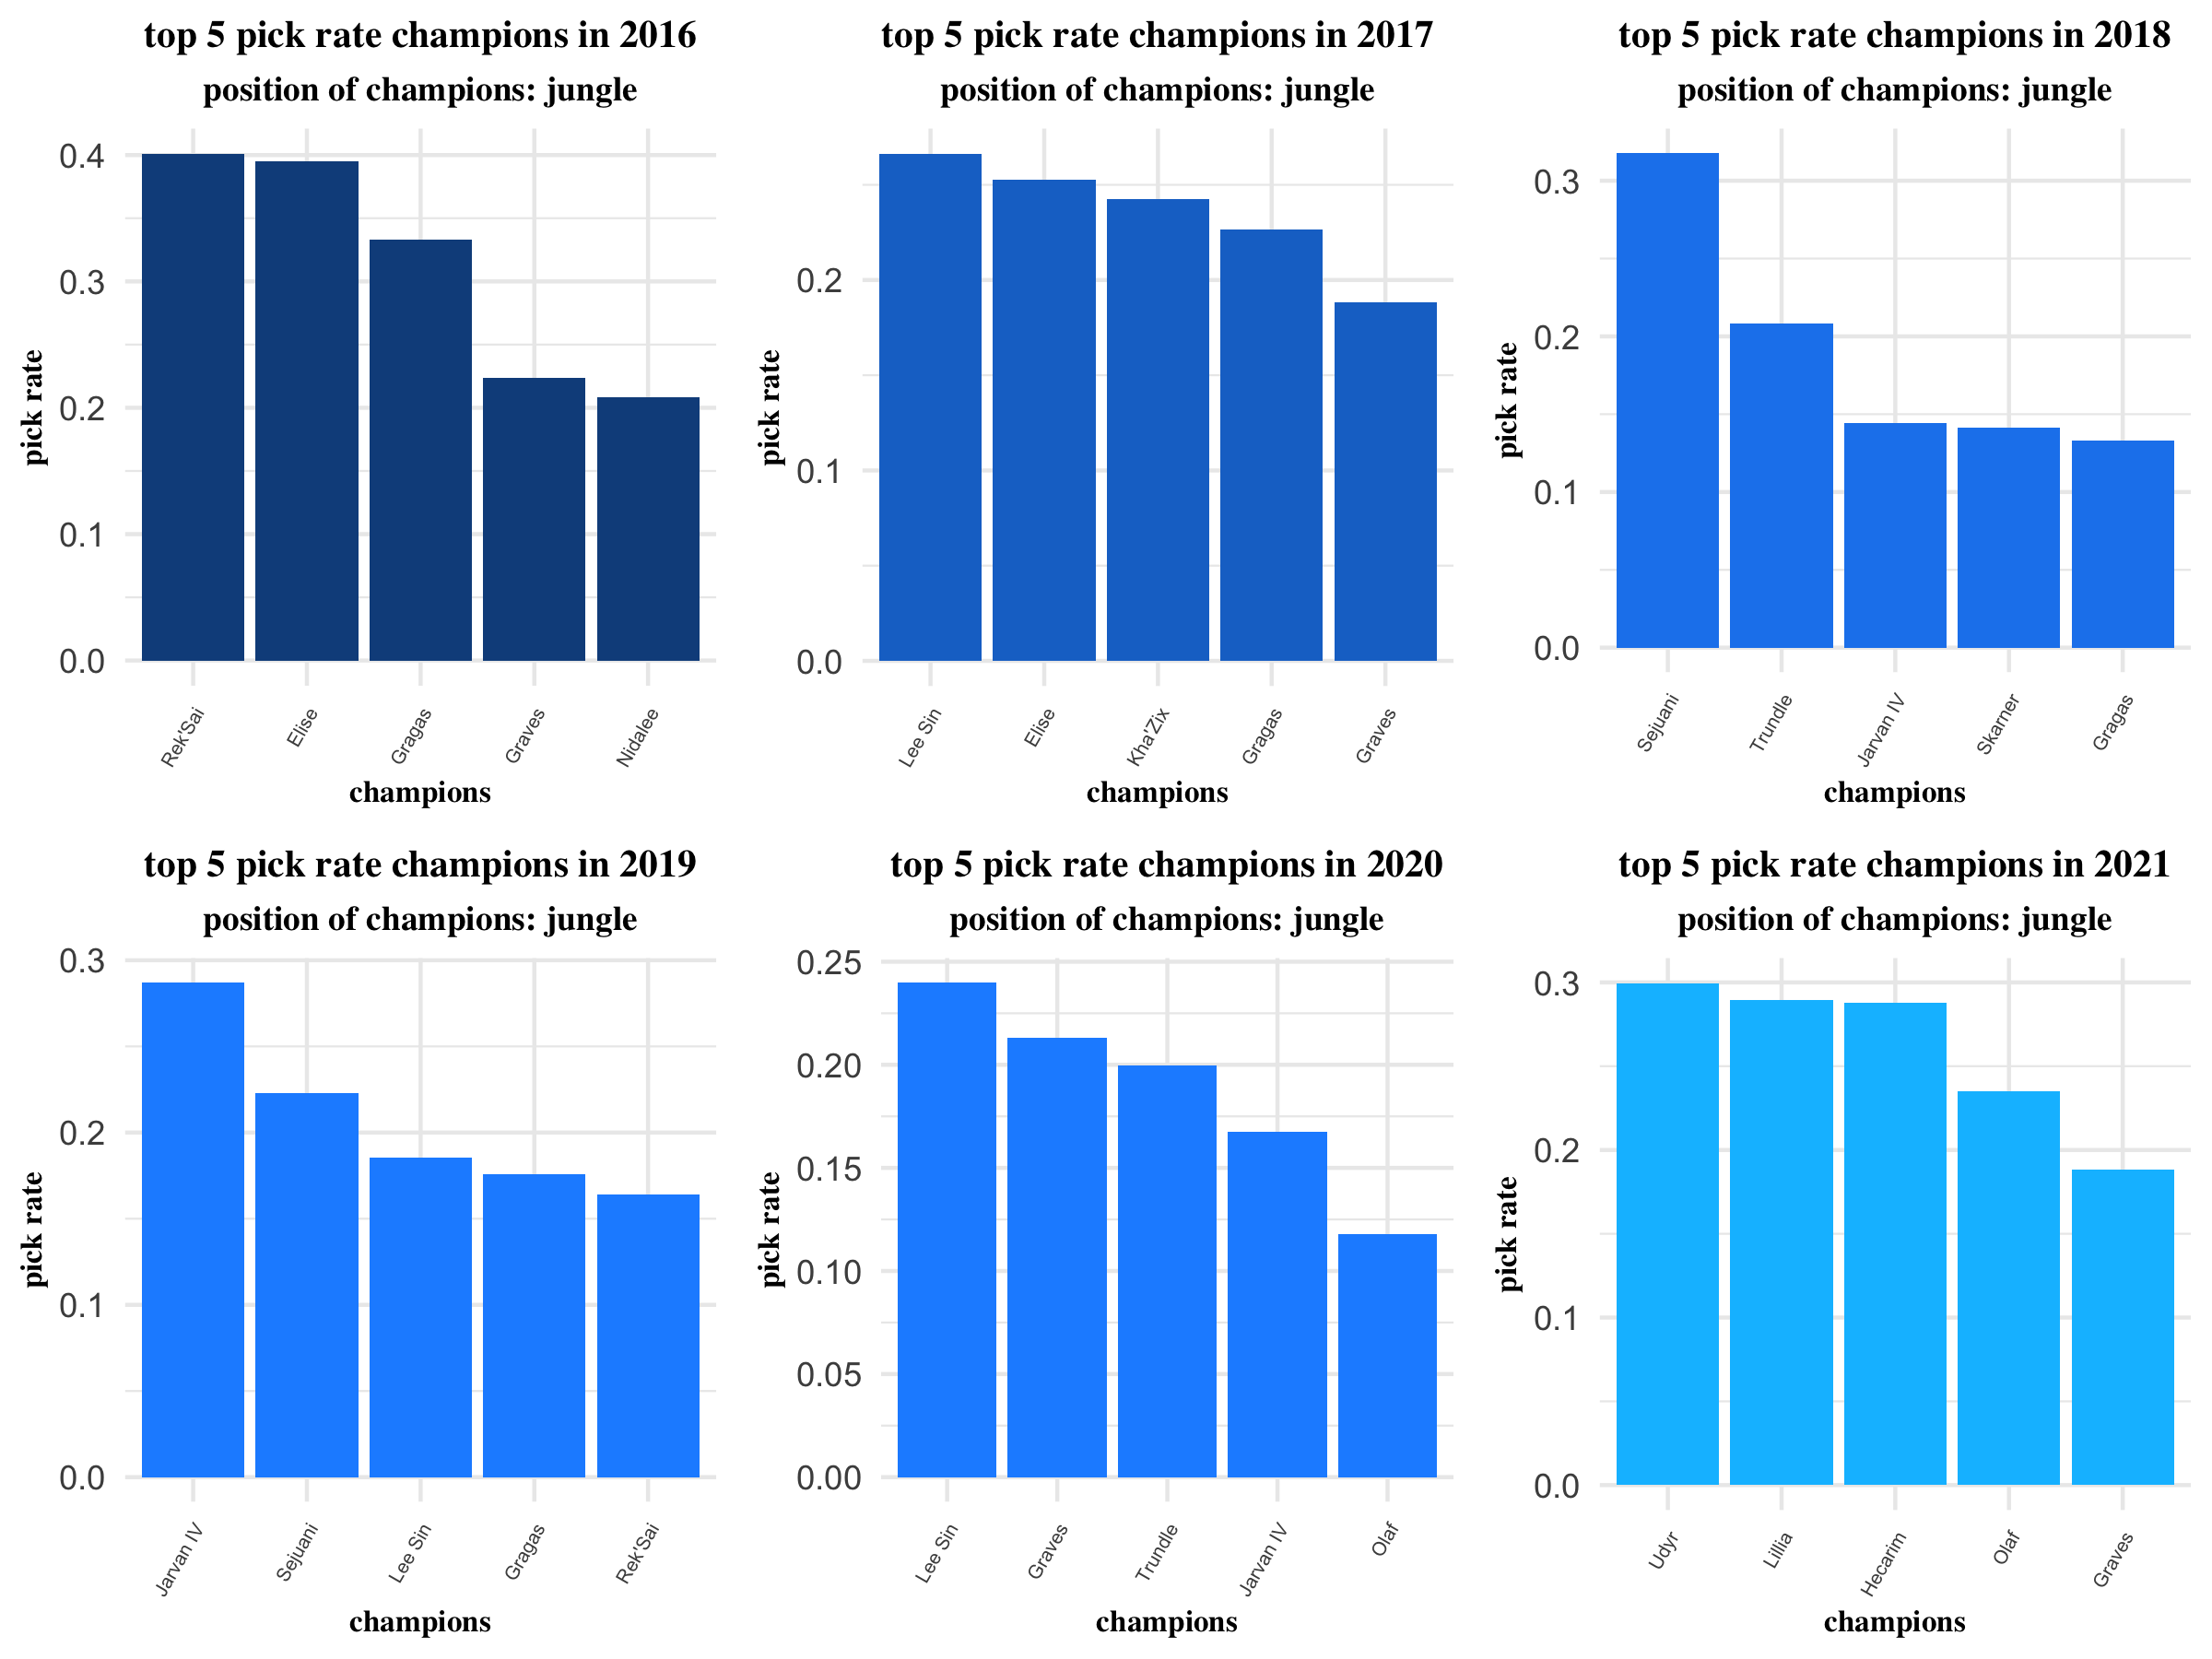 top 5 pick rate champions in 2016
position of champions: jungle
pick rate
0.4
0.3
0.2
0.1
0.0
Rek'Sai
Elise
Gragas
Graves
Nidalee
champions
top 5 pick rate champions in 2017
position of champions: jungle
pick rate
0.2
0.1
0.0
Lee Sin
Elise
Kha'Zix
Gragas
Graves
champions
top 5 pick rate champions in 2018
position of champions: jungle
pick rate
0.3
0.2
0.1
0.0
Sejuani
Trundle
Jarvan IV
Skarner
Gragas
champions
top 5 pick rate champions in 2019
position of champions: jungle
pick rate
0.3
0.2
0.1
0.0
Jarvan IV
Sejuani
Lee Sin
Gragas
Rek'Sai
champions
top 5 pick rate champions in 2020
position of champions: jungle
pick rate
0.25
0.20
0.15
0.10
0.05
0.00
Lee Sin
Graves
Trundle
Jarvan IV
Olaf
champions
top 5 pick rate champions in 2021
position of champions: jungle
pick rate
0.3
0.2
0.1
0.0
Udyr
Lillia
Hecarim
Olaf
Graves
champions